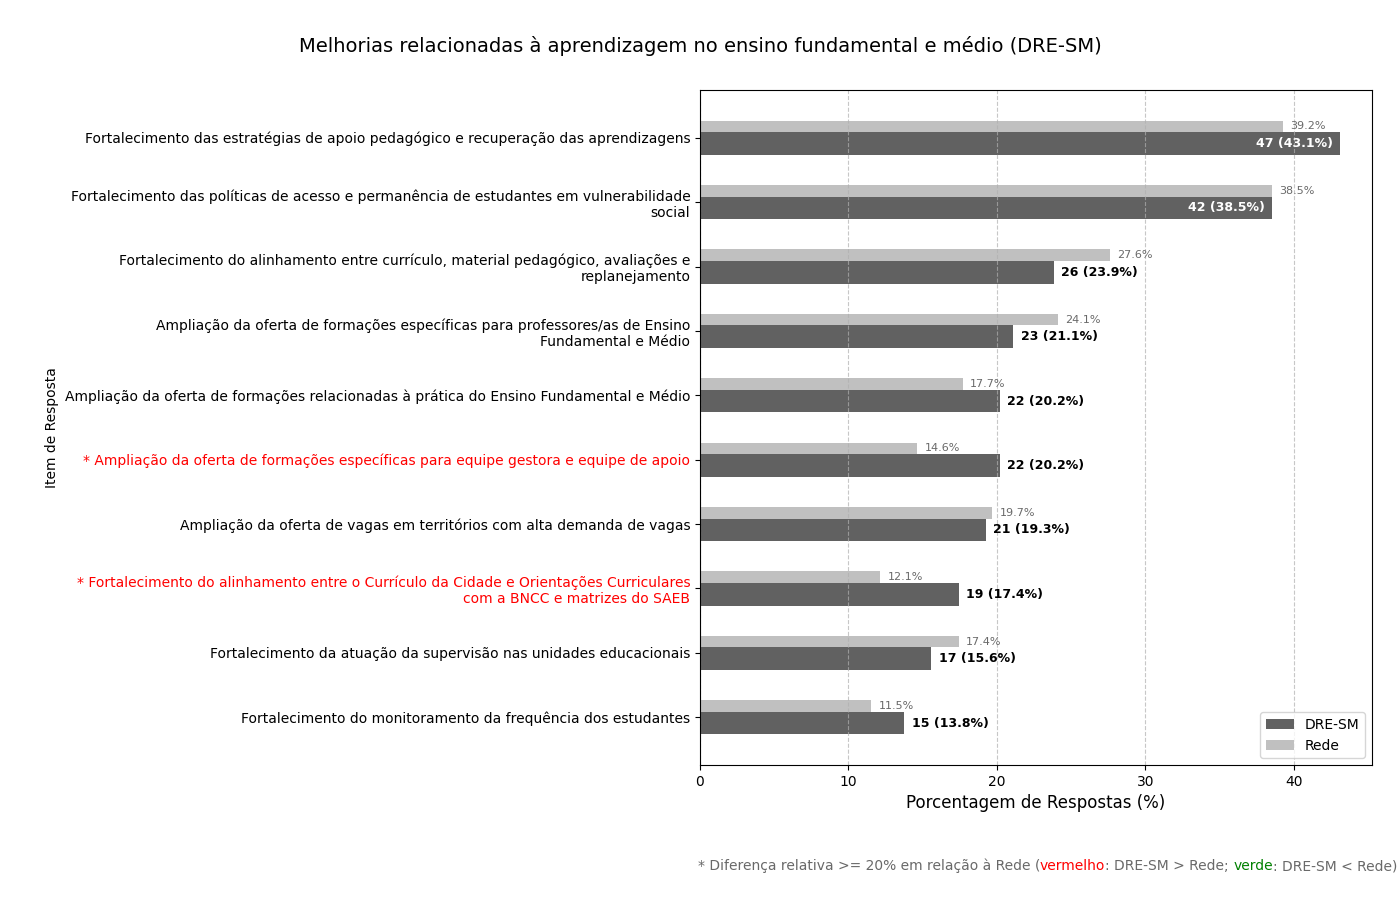 Melhorias relacionadas à aprendizagem no ensino fundamental e médio (DRE-SM)
Item de Resposta
Fortalecimento das estratégias de apoio pedagógico e recuperação das aprendizagens
39.2%
47 (43.1%)
Fortalecimento das políticas de acesso e permanência de estudantes em vulnerabilidade
social
38.5%
42 (38.5%)
Fortalecimento do alinhamento entre currículo, material pedagógico, avaliações e
replanejamento
27.6%
26 (23.9%)
Ampliação da oferta de formações específicas para professores/as de Ensino
Fundamental e Médio
24.1%
23 (21.1%)
Ampliação da oferta de formações relacionadas à prática do Ensino Fundamental e Médio
17.7%
22 (20.2%)
* Ampliação da oferta de formações específicas para equipe gestora e equipe de apoio
14.6%
22 (20.2%)
Ampliação da oferta de vagas em territórios com alta demanda de vagas
19.7%
21 (19.3%)
* Fortalecimento do alinhamento entre o Currículo da Cidade e Orientações Curriculares
com a BNCC e matrizes do SAEB
12.1%
19 (17.4%)
Fortalecimento da atuação da supervisão nas unidades educacionais
17.4%
17 (15.6%)
Fortalecimento do monitoramento da frequência dos estudantes
11.5%
15 (13.8%)
DRE-SM
Rede
0 10 20 30 40
Porcentagem de Respostas (%)
* Diferença relativa >= 20% em relação à Rede (vermelho: DRE-SM > Rede; verde: DRE-SM < Rede)